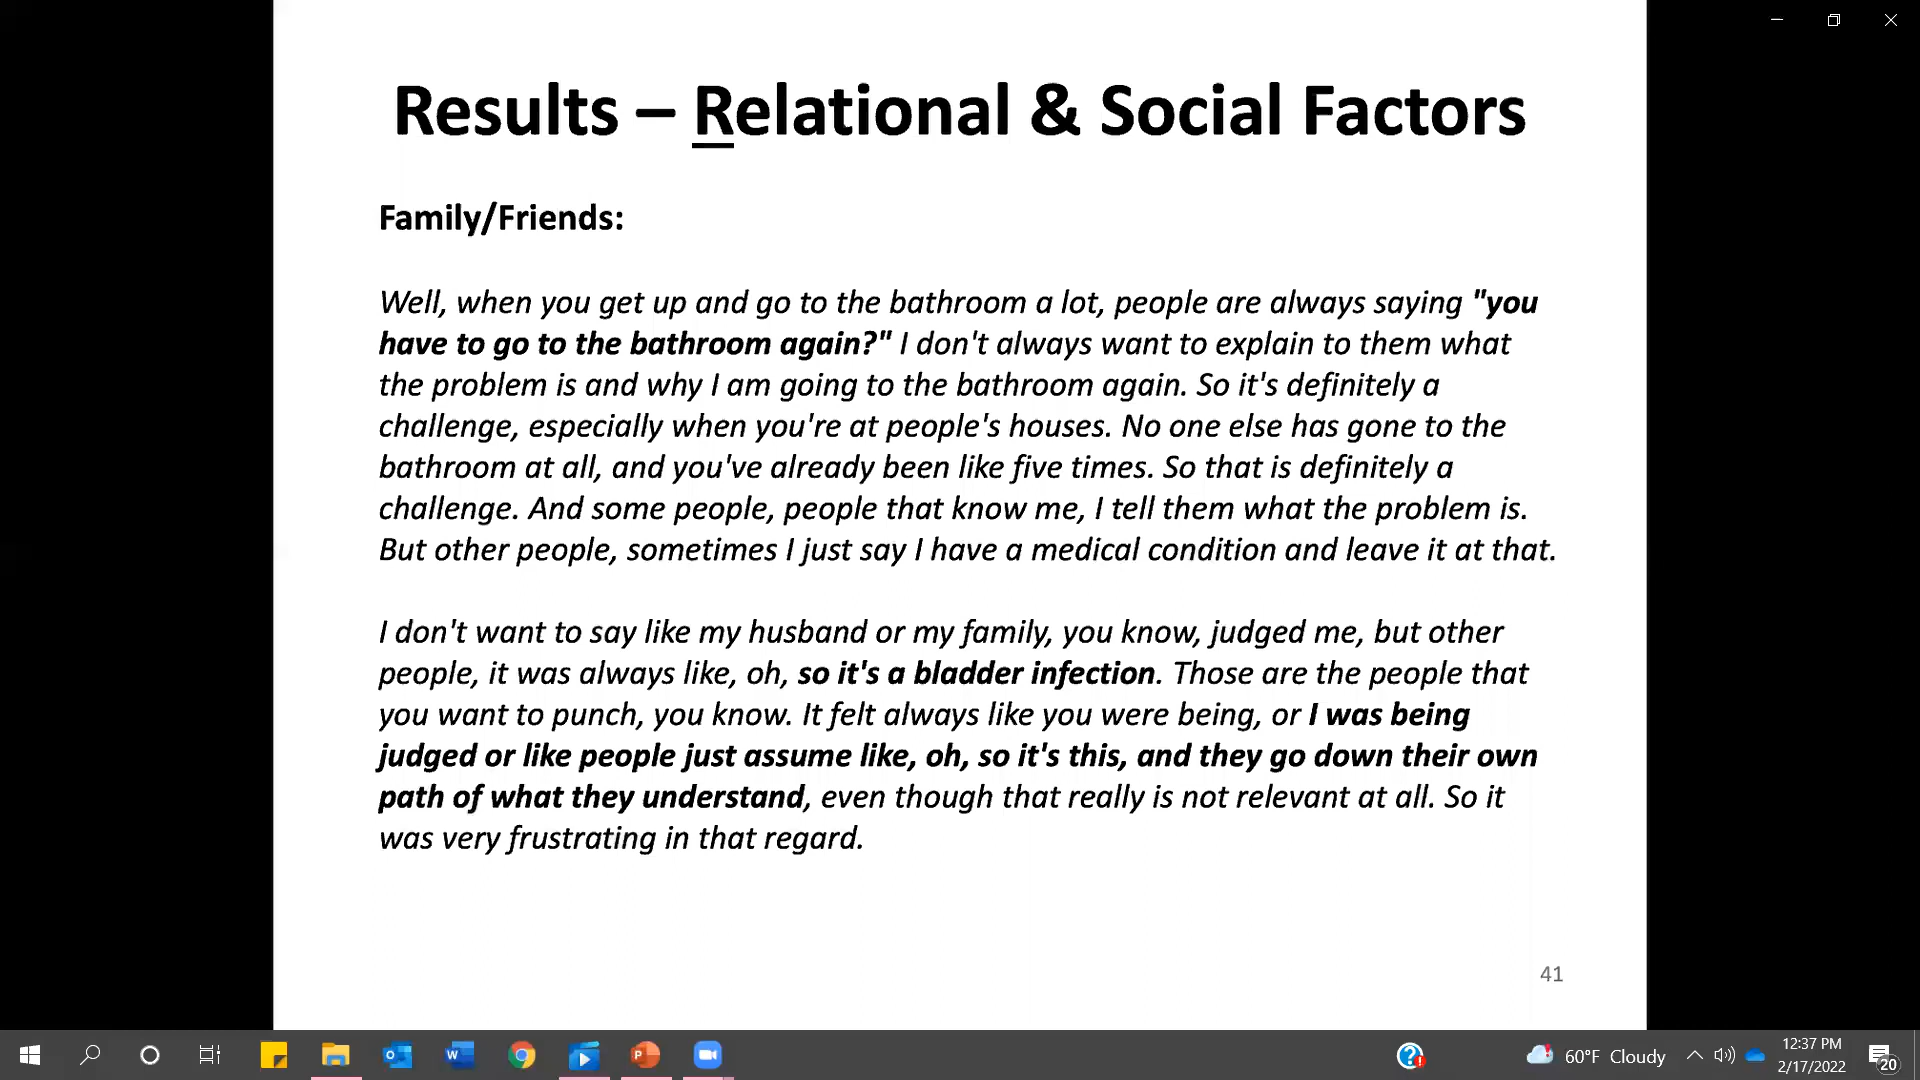 Results – Relational & Social Factors
Family/Friends:
Well, when you get up and go to the bathroom a lot, people are always saying "you
have to go to the bathroom again?" I don't always want to explain to them what
the problem is and why I am going to the bathroom again. So it's definitely a
challenge, especially when you're at people's houses. No one else has gone to the
bathroom at all, and you've already been like five times. So that is definitely a
challenge. And some people, people that know me, I tell them what the problem is.
But other people, sometimes I just say I have a medical condition and leave it at that.
I don't want to say like my husband or my family, you know, judged me, but other
people, it was always like, oh, so it's a bladder infection. Those are the people that
you want to punch, you know. It felt always like you were being, or I was being
judged or like people just assume like, oh, so it's this, and they go down their own
path of what they understand, even though that really is not relevant at all. So it
was very frustrating in that regard.
41
60°F Cloudy
12:37 PM
2/17/2022
20